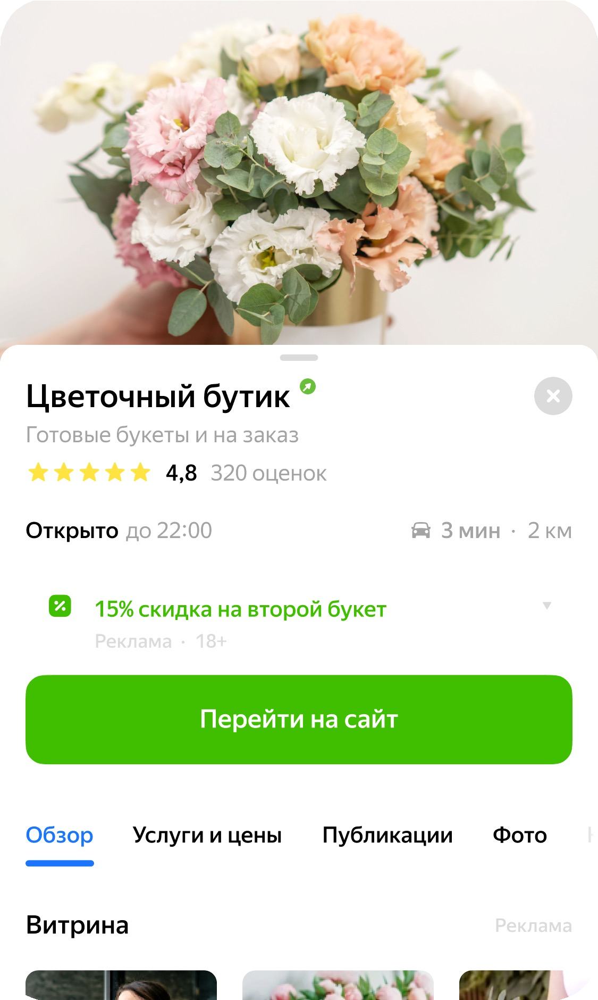 Цветочный бутик
Готовые букеты и на заказ
4,8 320 оценок
Открыто до 22:00 3 мин · 2 км
15% скидка на второй букет
Реклама · 18+
Перейти на сайт
Обзор Услуги и цены Публикации Фото
Витрина Реклама